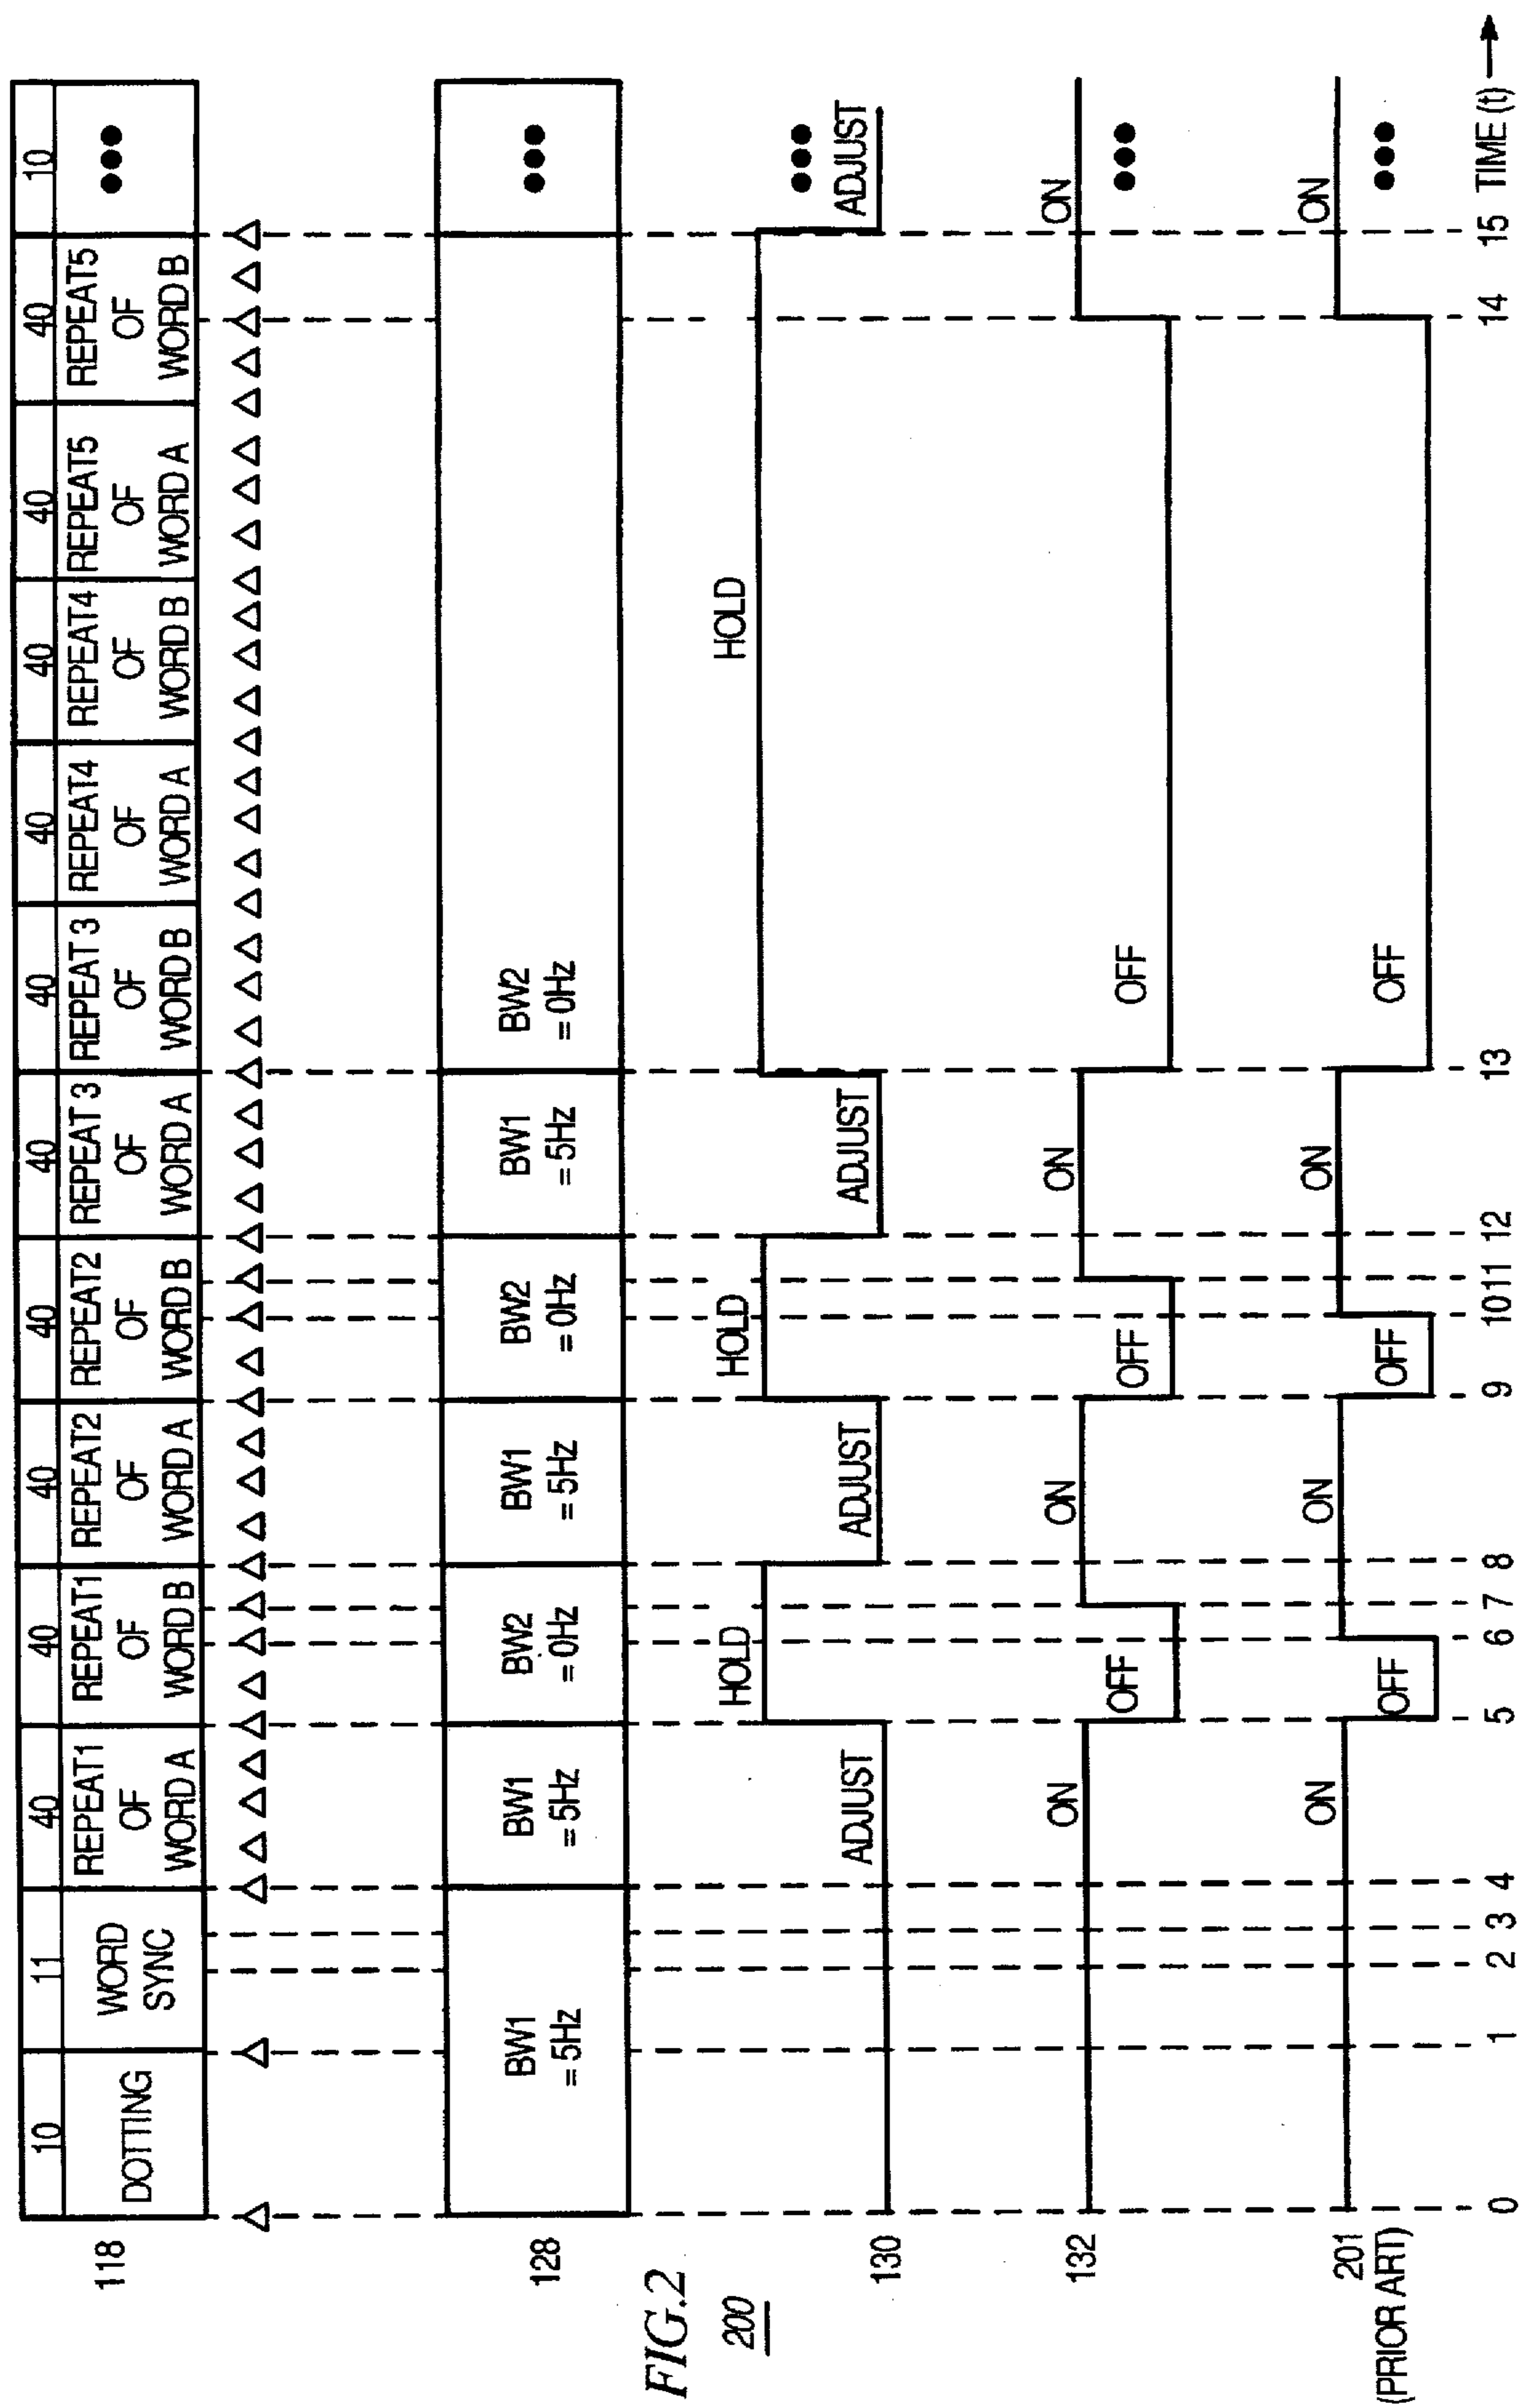 118
10
DOTTING
11
WORD
SYNC
40
REPEAT1
OF
WORD A
40
REPEAT1
OF
WORD B
40
REPEAT2
OF
WORD A
40
REPEAT2
OF
WORD B
40
REPEAT 3
OF
WORD A
40
REPEAT 3
OF
WORD B
40
REPEAT4
OF
WORD A
40
REPEAT4
OF
WORD B
40
REPEAT5
OF
WORD A
40
REPEAT5
OF
WORD B
10
•••
128
BW1
= 5Hz
BW1
= 5Hz
BW2
= 0Hz
BW1
= 5Hz
BW2
= 0Hz
BW1
= 5Hz
BW2
= 0Hz
•••
FIG.2
200
130
ADJUST
HOLD
ADJUST
HOLD
ADJUST
HOLD
•••
ADJUST
132
ON
OFF
ON
OFF
ON
OFF
ON
•••
201
(PRIOR ART)
ON
OFF
ON
OFF
ON
OFF
ON
•••
0 1 2 3 4 5 6 7 8 9 10 11 12 13 14 15 TIME (t)